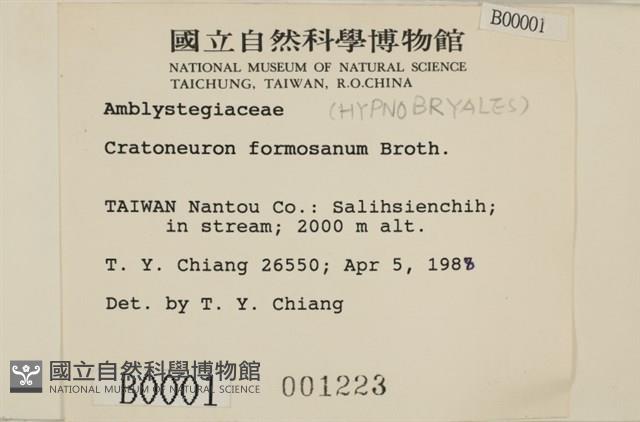 B00001
國立自然科學博物館
NATIONAL MUSEUM OF NATURAL SCIENCE
TAICHUNG, TAIWAN, R.O.CHINA
Amblystegiaceae (HYPNOBRYALES)
Cratoneuron formosanum Broth.
TAIWAN Nantou Co.: Salihsienchih;
in stream; 2000 m alt.
T. Y. Chiang 26550; Apr 5, 1988
Det. by T. Y. Chiang
國立自然科學博物館
NATIONAL MUSEUM OF NATURAL SCIENCE
B0001 001223